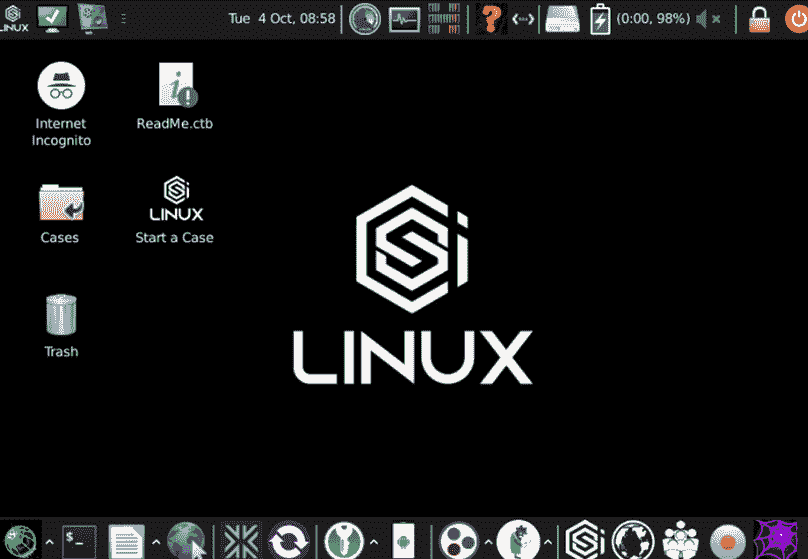 LINUX
Tue 4 Oct, 08:58
(0:00, 98%)
Internet
Incognito
ReadMe.ctb
Cases
LINUX
Start a Case
Trash
CSi
LINUX
$_